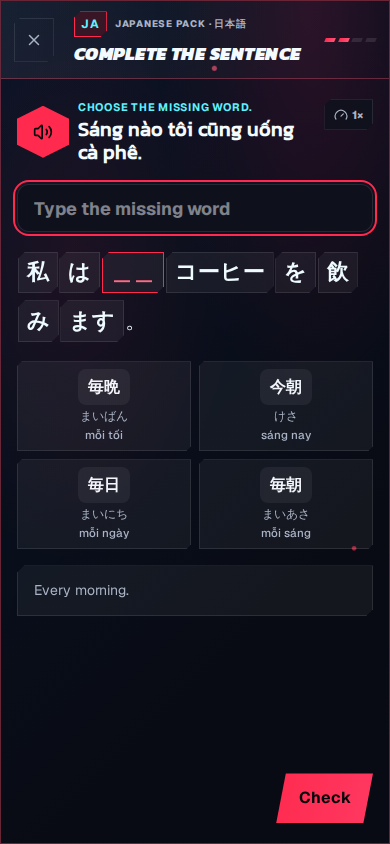 JA JAPANESE PACK · 日本語
COMPLETE THE SENTENCE
CHOOSE THE MISSING WORD.
Sáng nào tôi cũng uống
cà phê.
1×
Type the missing word
私 は _ _ コーヒー を 飲
み ます 。
毎晩
まいばん
mỗi tối
今朝
けさ
sáng nay
毎日
まいにち
mỗi ngày
毎朝
まいあさ
mỗi sáng
Every morning.
Check